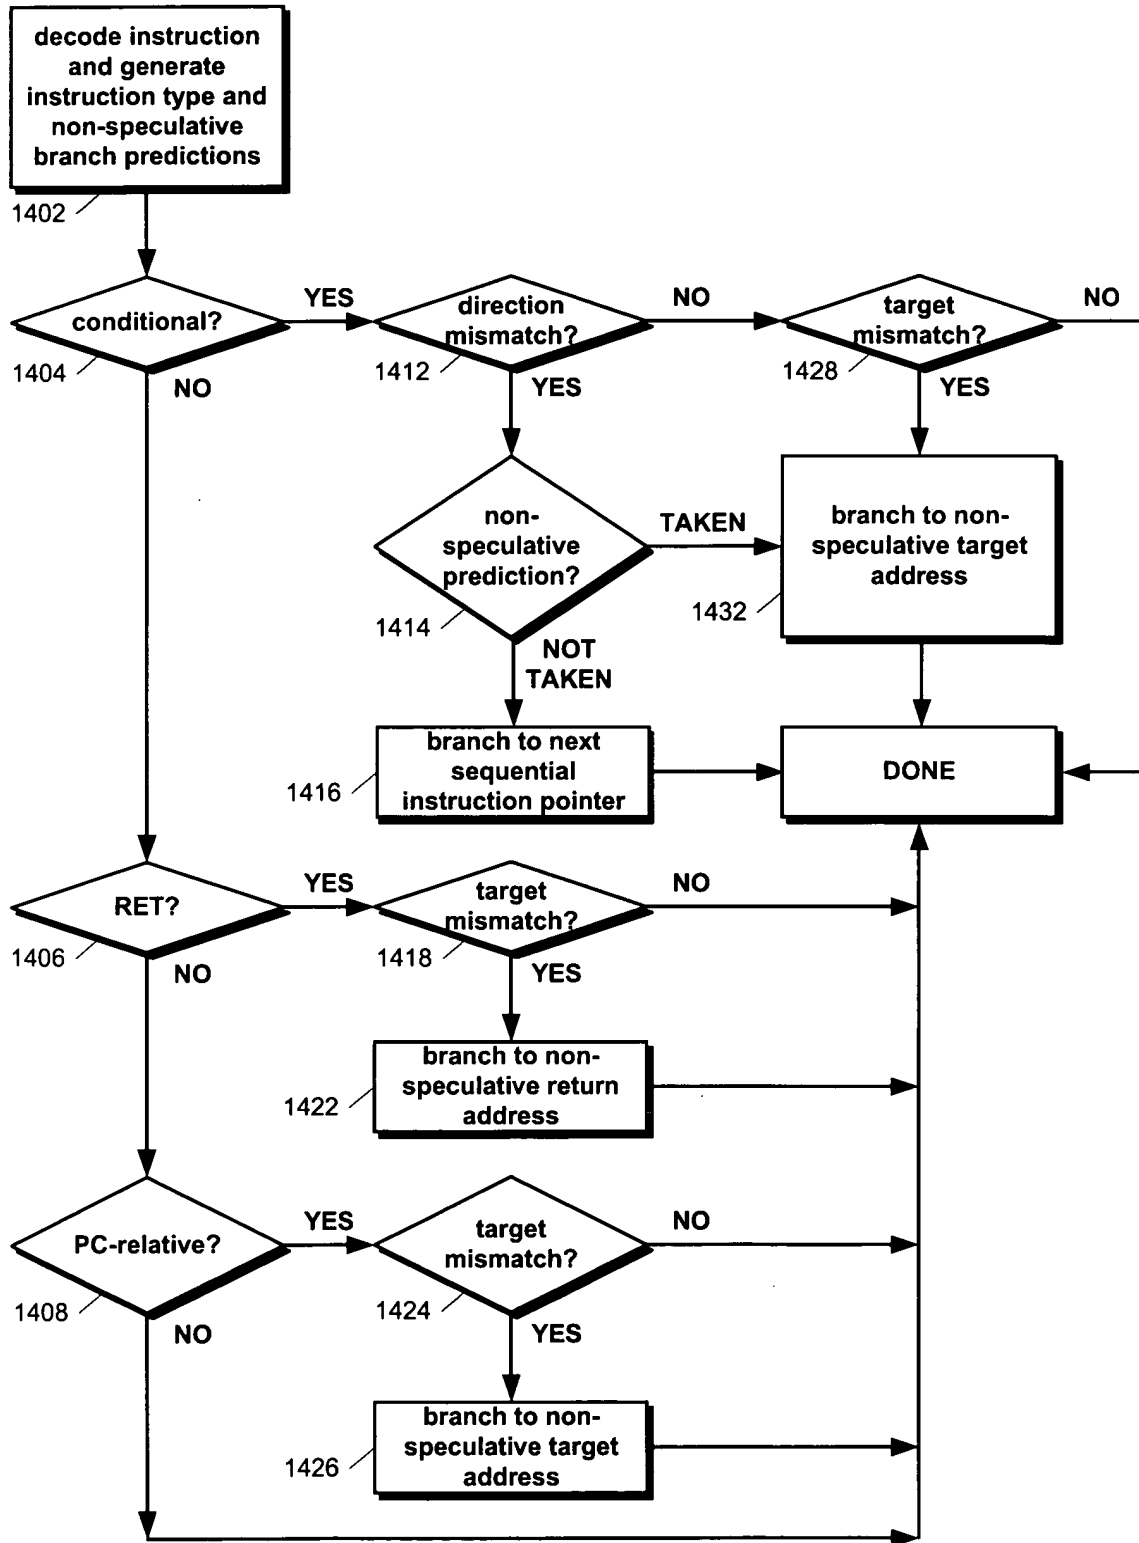 decode instruction
and generate
instruction type and
non-speculative
branch predictions
1402
conditional?
1404
YES
NO
direction
mismatch?
1412
NO
YES
target
mismatch?
1428
NO
YES
non-
speculative
prediction?
1414
TAKEN
NOT
TAKEN
branch to non-
speculative target
address
1432
branch to next
sequential
instruction pointer
1416
DONE
RET?
1406
YES
NO
target
mismatch?
1418
NO
YES
branch to non-
speculative return
address
1422
PC-relative?
1408
YES
NO
target
mismatch?
1424
NO
YES
branch to non-
speculative target
address
1426